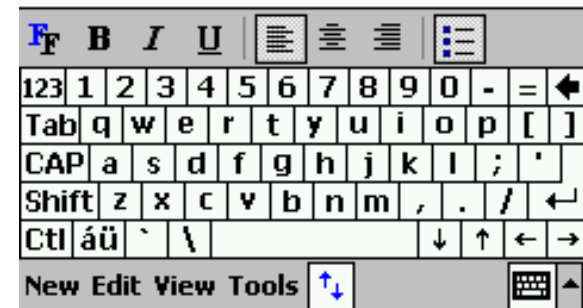 FF B I U
123 1 2 3 4 5 6 7 8 9 0 - =
Tab q w e r t y u i o p [ ]
CAP a s d f g h j k l ; '
Shift z x c v b n m , . /
Ctl áü ` \ ↓ ↑ ← →
New Edit View Tools